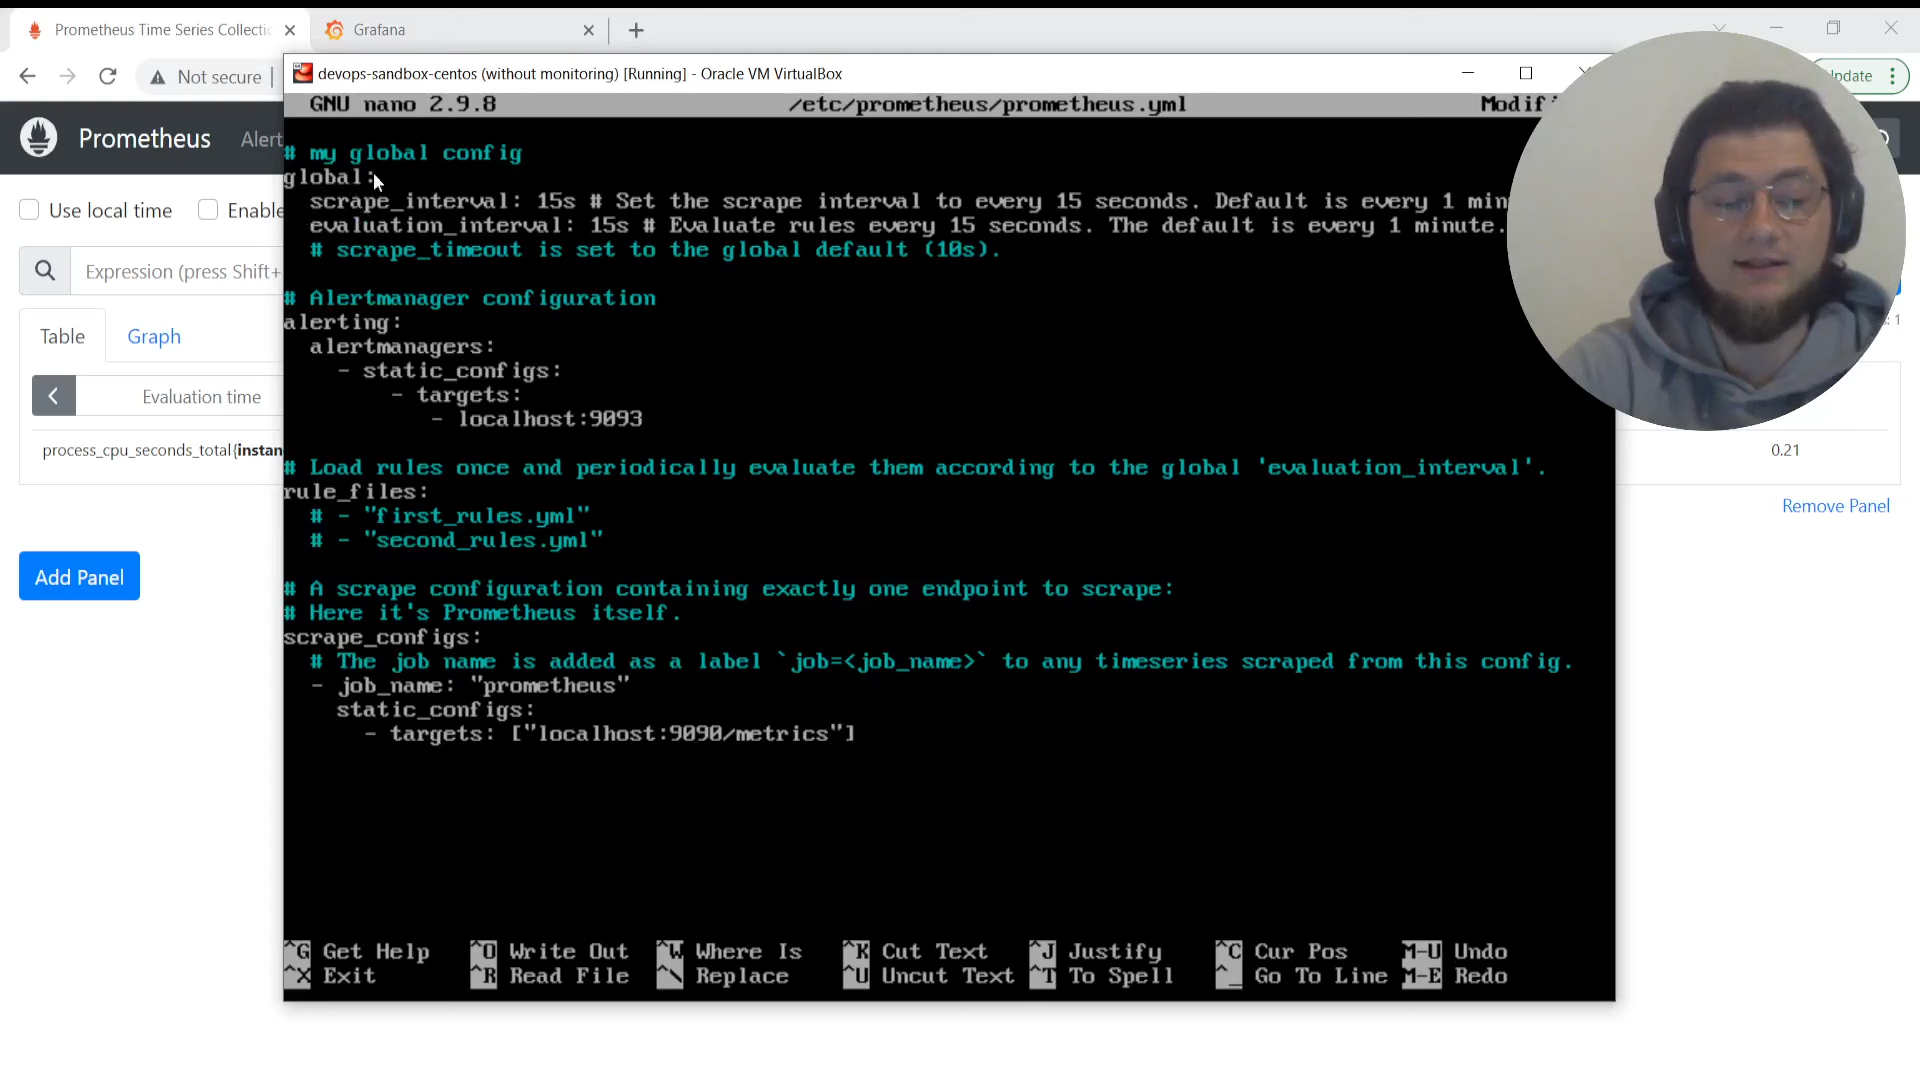 Prometheus Time Series Collectio
Grafana
Not secure
Update
devops-sandbox-centos (without monitoring) [Running] - Oracle VM VirtualBox
GNU nano 2.9.8 /etc/prometheus/prometheus.yml Modif
Prometheus
Alert
Use local time
Enable
Expression (press Shift+
Table
Graph
Evaluation time
process_cpu_seconds_total{instan
0.21
Remove Panel
Add Panel
# my global config
global:
scrape_interval: 15s # Set the scrape interval to every 15 seconds. Default is every 1 min
evaluation_interval: 15s # Evaluate rules every 15 seconds. The default is every 1 minute.
# scrape_timeout is set to the global default (10s).
# Alertmanager configuration
alerting:
alertmanagers:
- static_configs:
- targets:
- localhost:9093
# Load rules once and periodically evaluate them according to the global 'evaluation_interval'.
rule_files:
# - "first_rules.yml"
# - "second_rules.yml"
# A scrape configuration containing exactly one endpoint to scrape:
# Here it's Prometheus itself.
scrape_configs:
# The job name is added as a label `job=<job_name>` to any timeseries scraped from this config.
- job_name: "prometheus"
static_configs:
- targets: ["localhost:9090/metrics"]
^G Get Help ^O Write Out ^W Where Is ^K Cut Text ^J Justify ^C Cur Pos M-U Undo
^X Exit ^R Read File ^\ Replace ^U Uncut Text ^T To Spell ^_ Go To Line M-E Redo